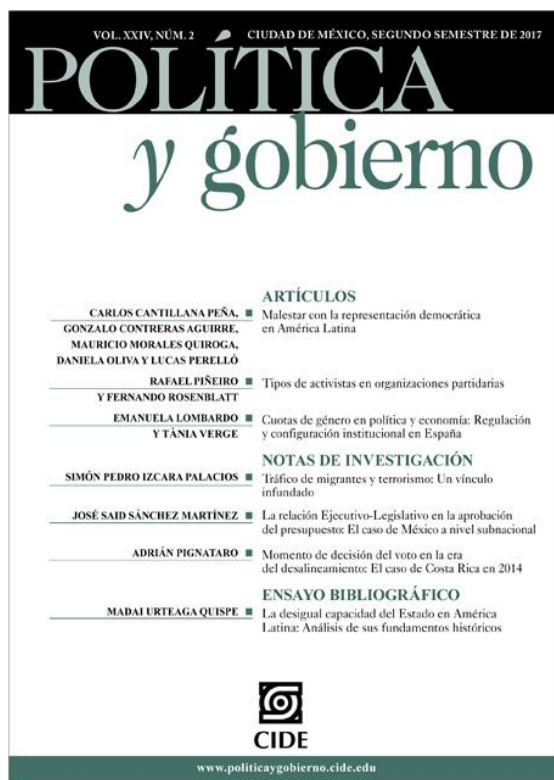 VOL. XXIV, NÚM. 2
CIUDAD DE MÉXICO, SEGUNDO SEMESTRE DE 2017
POLÍTICA
y gobierno
ARTÍCULOS
CARLOS CANTILLANA PEÑA,
GONZALO CONTRERAS AGUIRRE,
MAURICIO MORALES QUIROGA,
DANIELA OLIVA Y LUCAS PERELLÓ
Malestar con la representación democrática
en América Latina
RAFAEL PIÑEIRO
Y FERNANDO ROSENBLATT
Tipos de activistas en organizaciones partidarias
EMANUELA LOMBARDO
Y TÀNIA VERGE
Cuotas de género en política y economía: Regulación
y configuración institucional en España
NOTAS DE INVESTIGACIÓN
SIMÓN PEDRO IZCARA PALACIOS
Tráfico de migrantes y terrorismo: Un vínculo
infundado
JOSÉ SAID SÁNCHEZ MARTÍNEZ
La relación Ejecutivo-Legislativo en la aprobación
del presupuesto: El caso de México a nivel subnacional
ADRIÁN PIGNATARO
Momento de decisión del voto en la era
del desalineamiento: El caso de Costa Rica en 2014
ENSAYO BIBLIOGRÁFICO
MADAI URTEAGA QUISPE
La desigual capacidad del Estado en América
Latina: Análisis de sus fundamentos históricos
CIDE
www.politicaygobierno.cide.edu